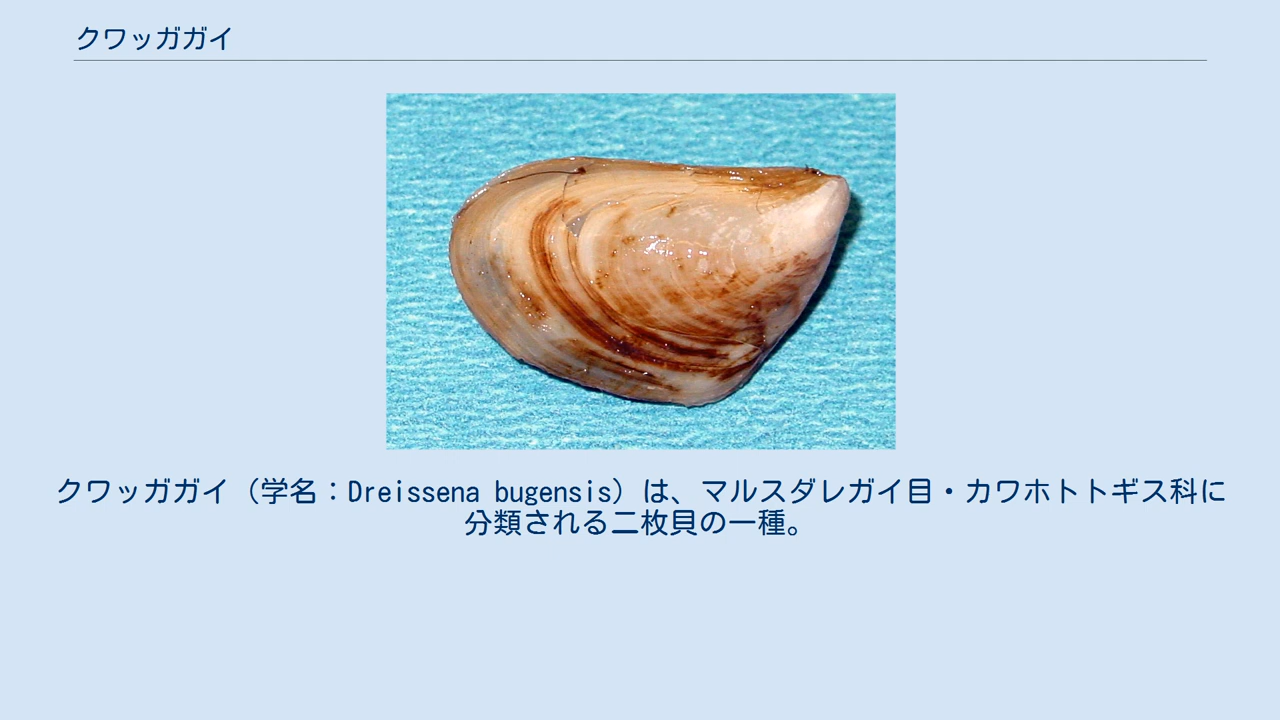 クワッガガイ
クワッガガイ（学名：Dreissena bugensis）は、マルスダレガイ目・カワホトトギス科に
分類される二枚貝の一種。